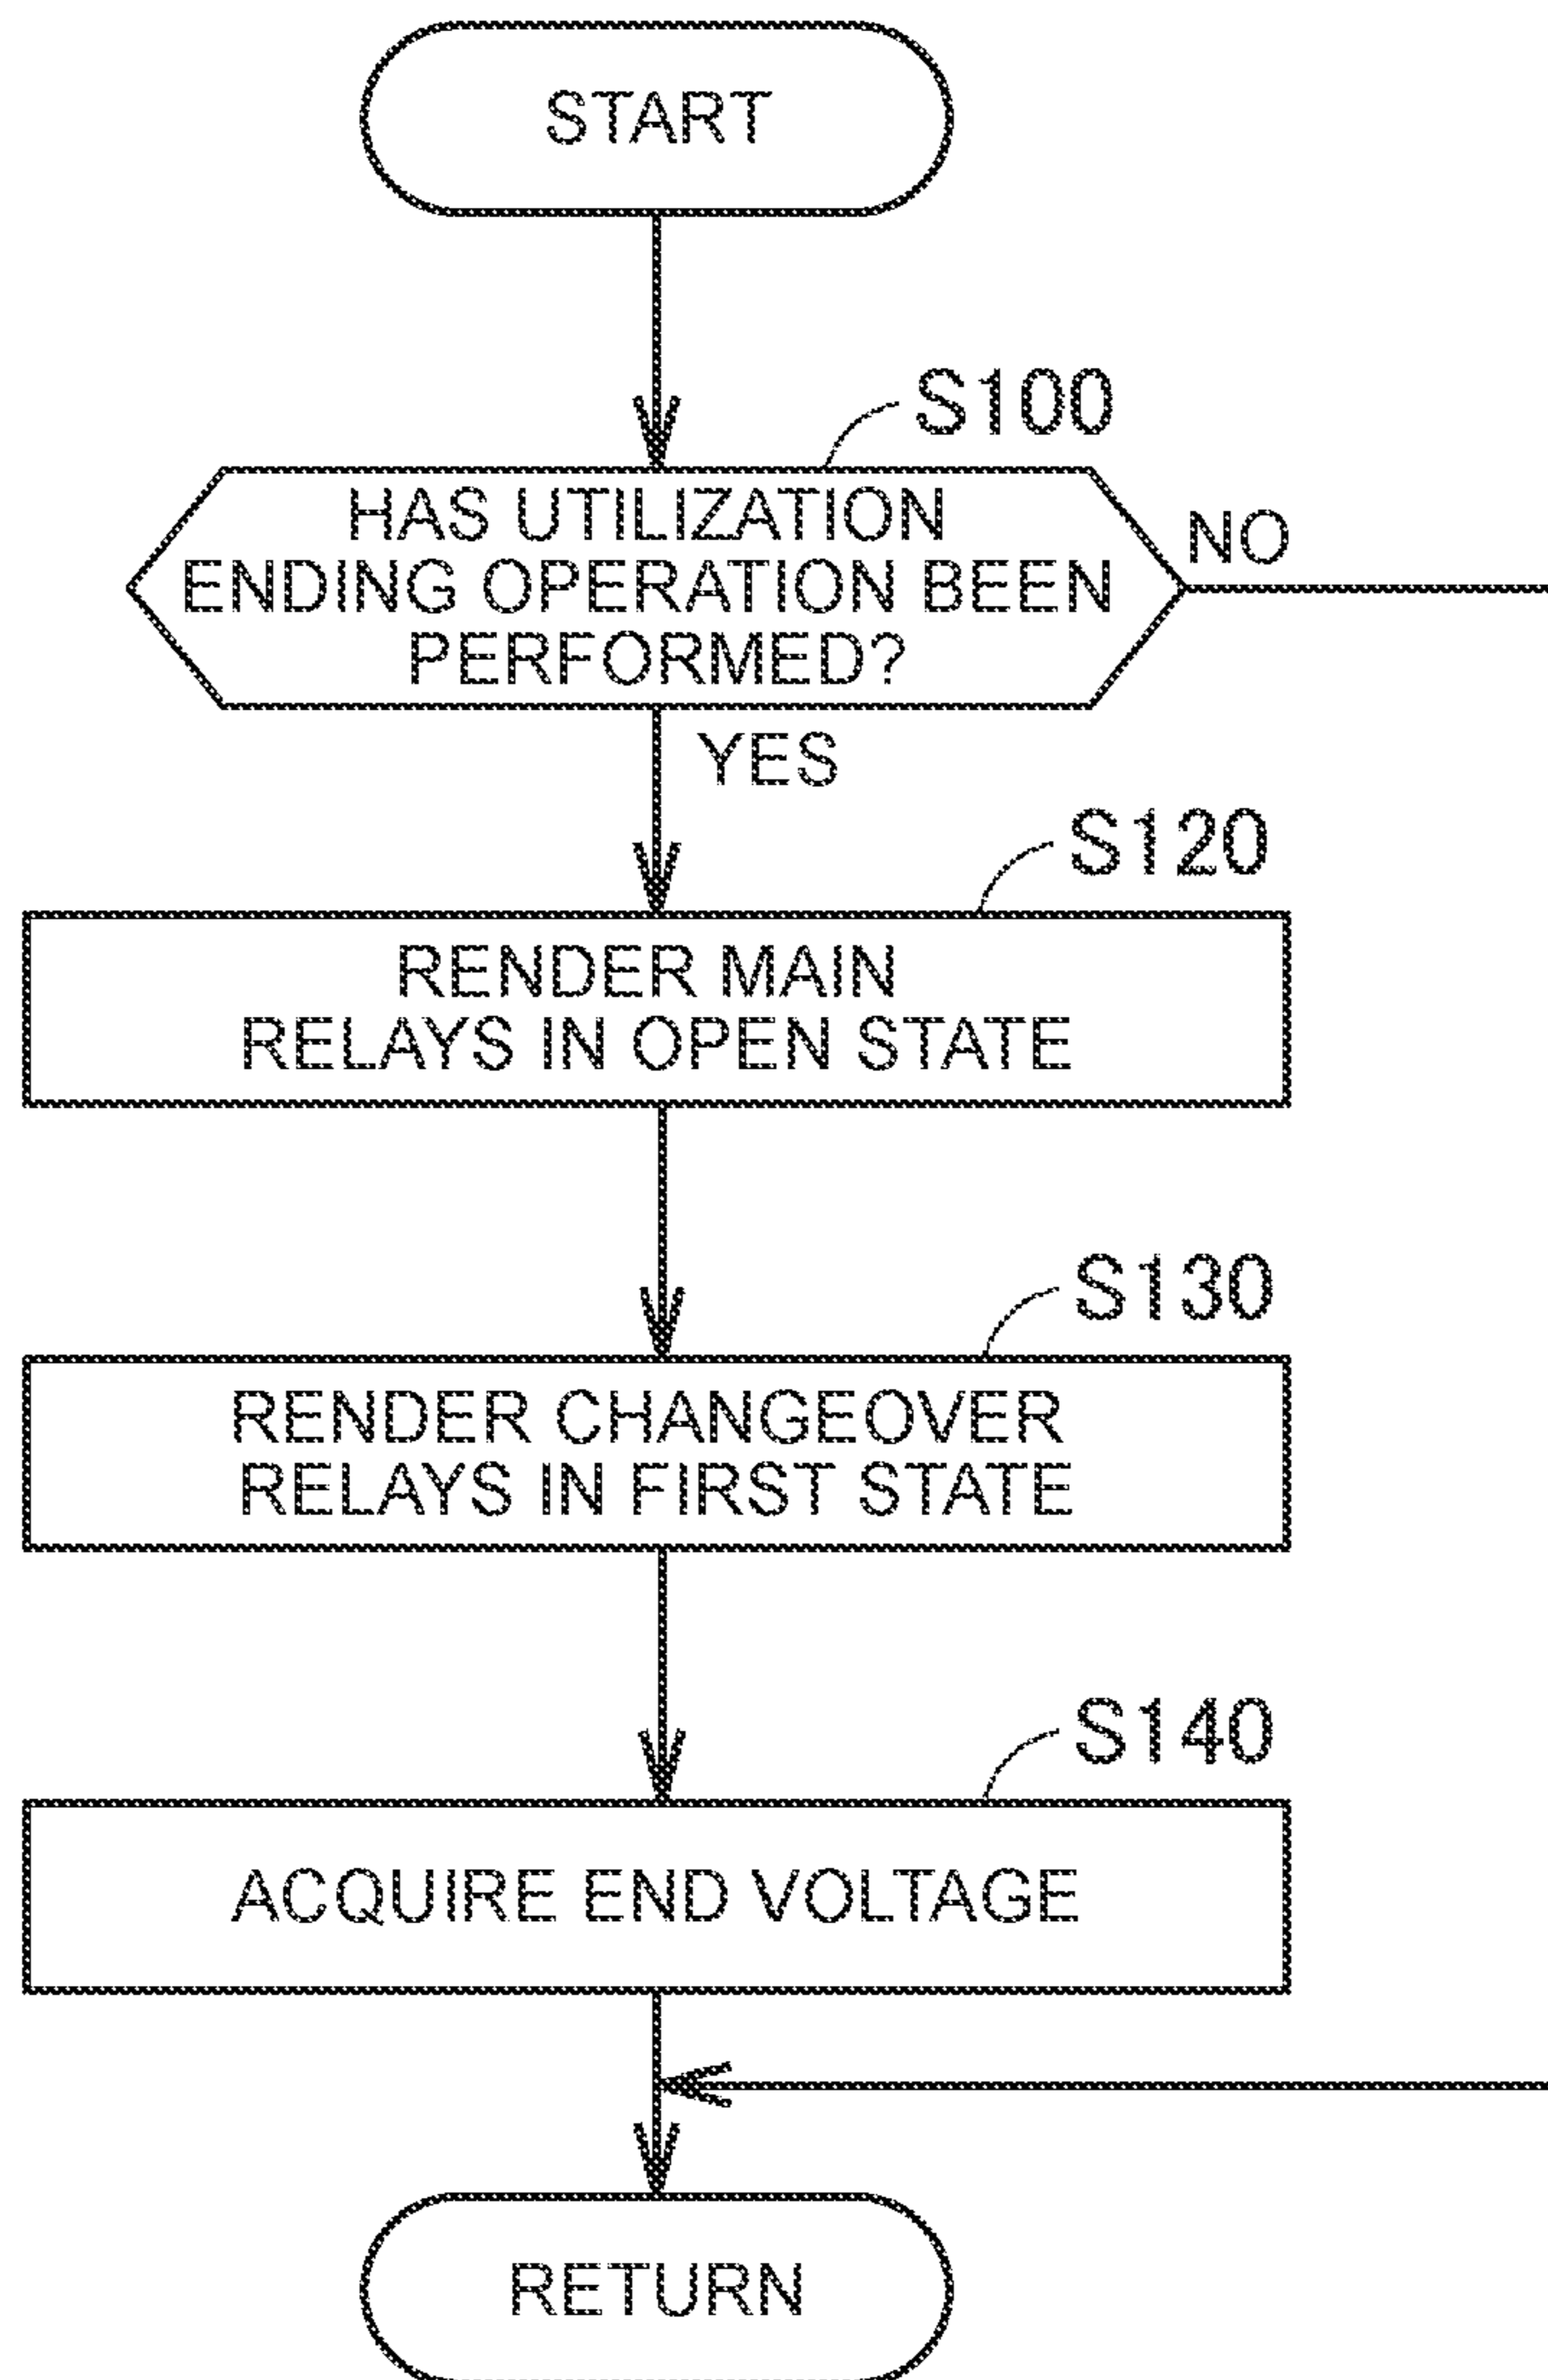 START
S100
HAS UTILIZATION
ENDING OPERATION BEEN
PERFORMED?
NO
YES
S120
RENDER MAIN
RELAYS IN OPEN STATE
S130
RENDER CHANGEOVER
RELAYS IN FIRST STATE
S140
ACQUIRE END VOLTAGE
RETURN